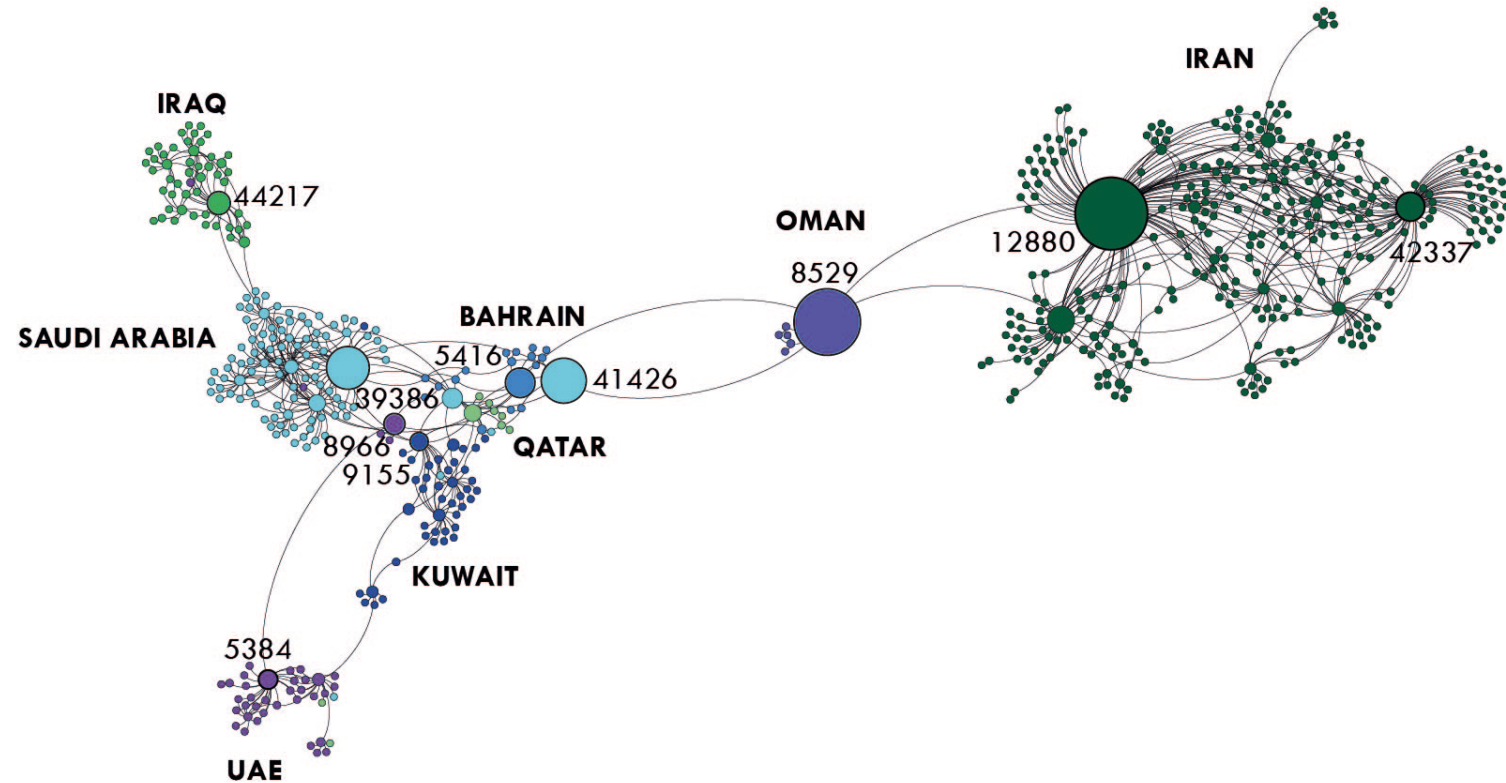 IRAN
IRAQ
44217
OMAN
12880
8529
42337
SAUDI ARABIA
BAHRAIN
5416
41426
39386
8966
QATAR
9155
KUWAIT
5384
UAE